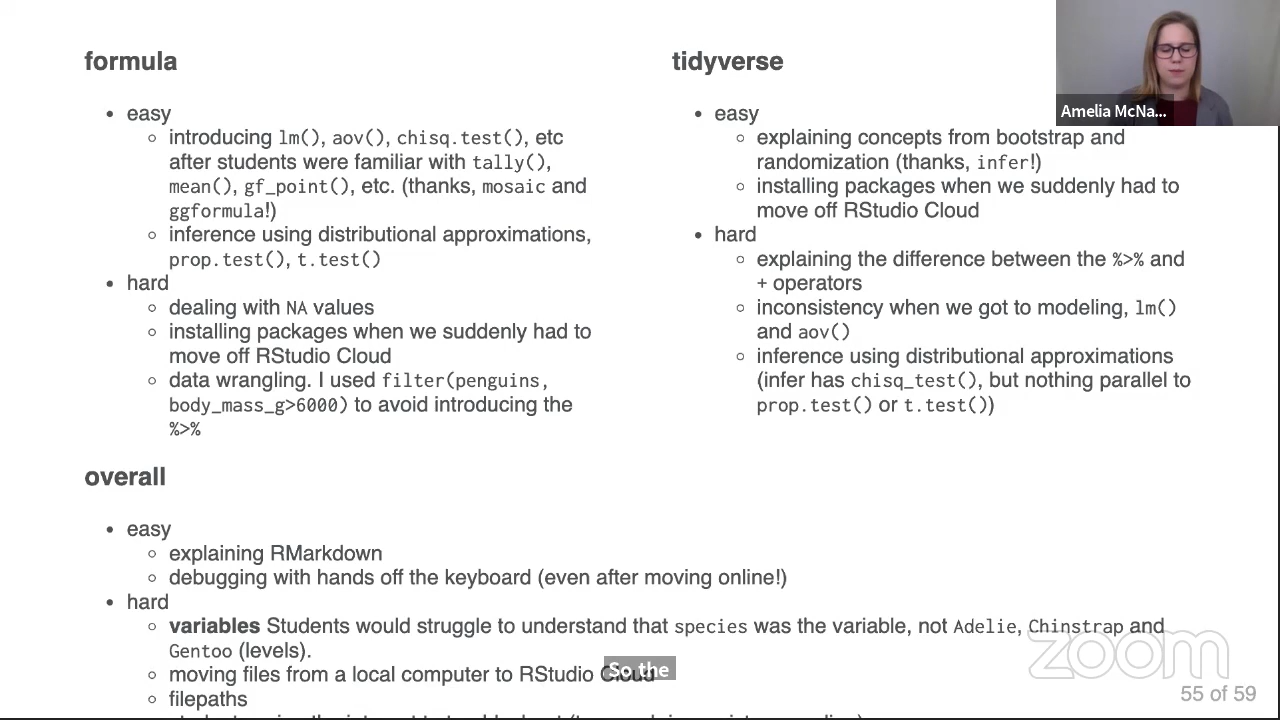 formula
• easy
◦ introducing lm(), aov(), chisq.test(), etc
after students were familiar with tally(),
mean(), gf_point(), etc. (thanks, mosaic and
ggformula!)
◦ inference using distributional approximations,
prop.test(), t.test()
• hard
◦ dealing with NA values
◦ installing packages when we suddenly had to
move off RStudio Cloud
◦ data wrangling. I used filter(penguins,
body_mass_g>6000) to avoid introducing the
%>%
tidyverse
• easy
◦ explaining concepts from bootstrap and
randomization (thanks, infer!)
◦ installing packages when we suddenly had to
move off RStudio Cloud
• hard
◦ explaining the difference between the %>% and
+ operators
◦ inconsistency when we got to modeling, lm()
and aov()
◦ inference using distributional approximations
(infer has chisq_test(), but nothing parallel to
prop.test() or t.test())
Amelia McNa...
overall
• easy
◦ explaining RMarkdown
◦ debugging with hands off the keyboard (even after moving online!)
• hard
◦ variables Students would struggle to understand that species was the variable, not Adelie, Chinstrap and
Gentoo (levels).
◦ moving files from a local computer to RStudio Cloud
So the
◦ filepaths
zoom
55 of 59